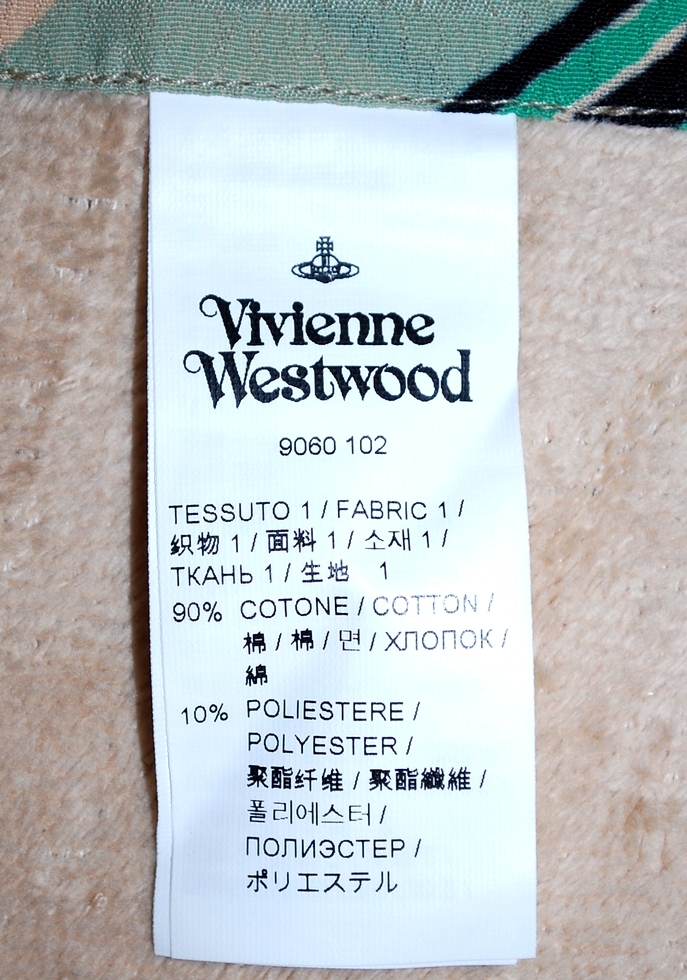 Vivienne
Westwood
9060 102
TESSUTO 1 / FABRIC 1 /
织物 1 / 面料 1 / 소재 1 /
ТКАНЬ 1 / 生地 1
90% COTONE / COTTON /
棉 / 棉 / 면 / ХЛОПОК /
綿
10% POLIESTERE /
POLYESTER /
聚酯纤维 / 聚酯纖維 /
폴리에스터 /
ПОЛИЭСТЕР /
ポリエステル